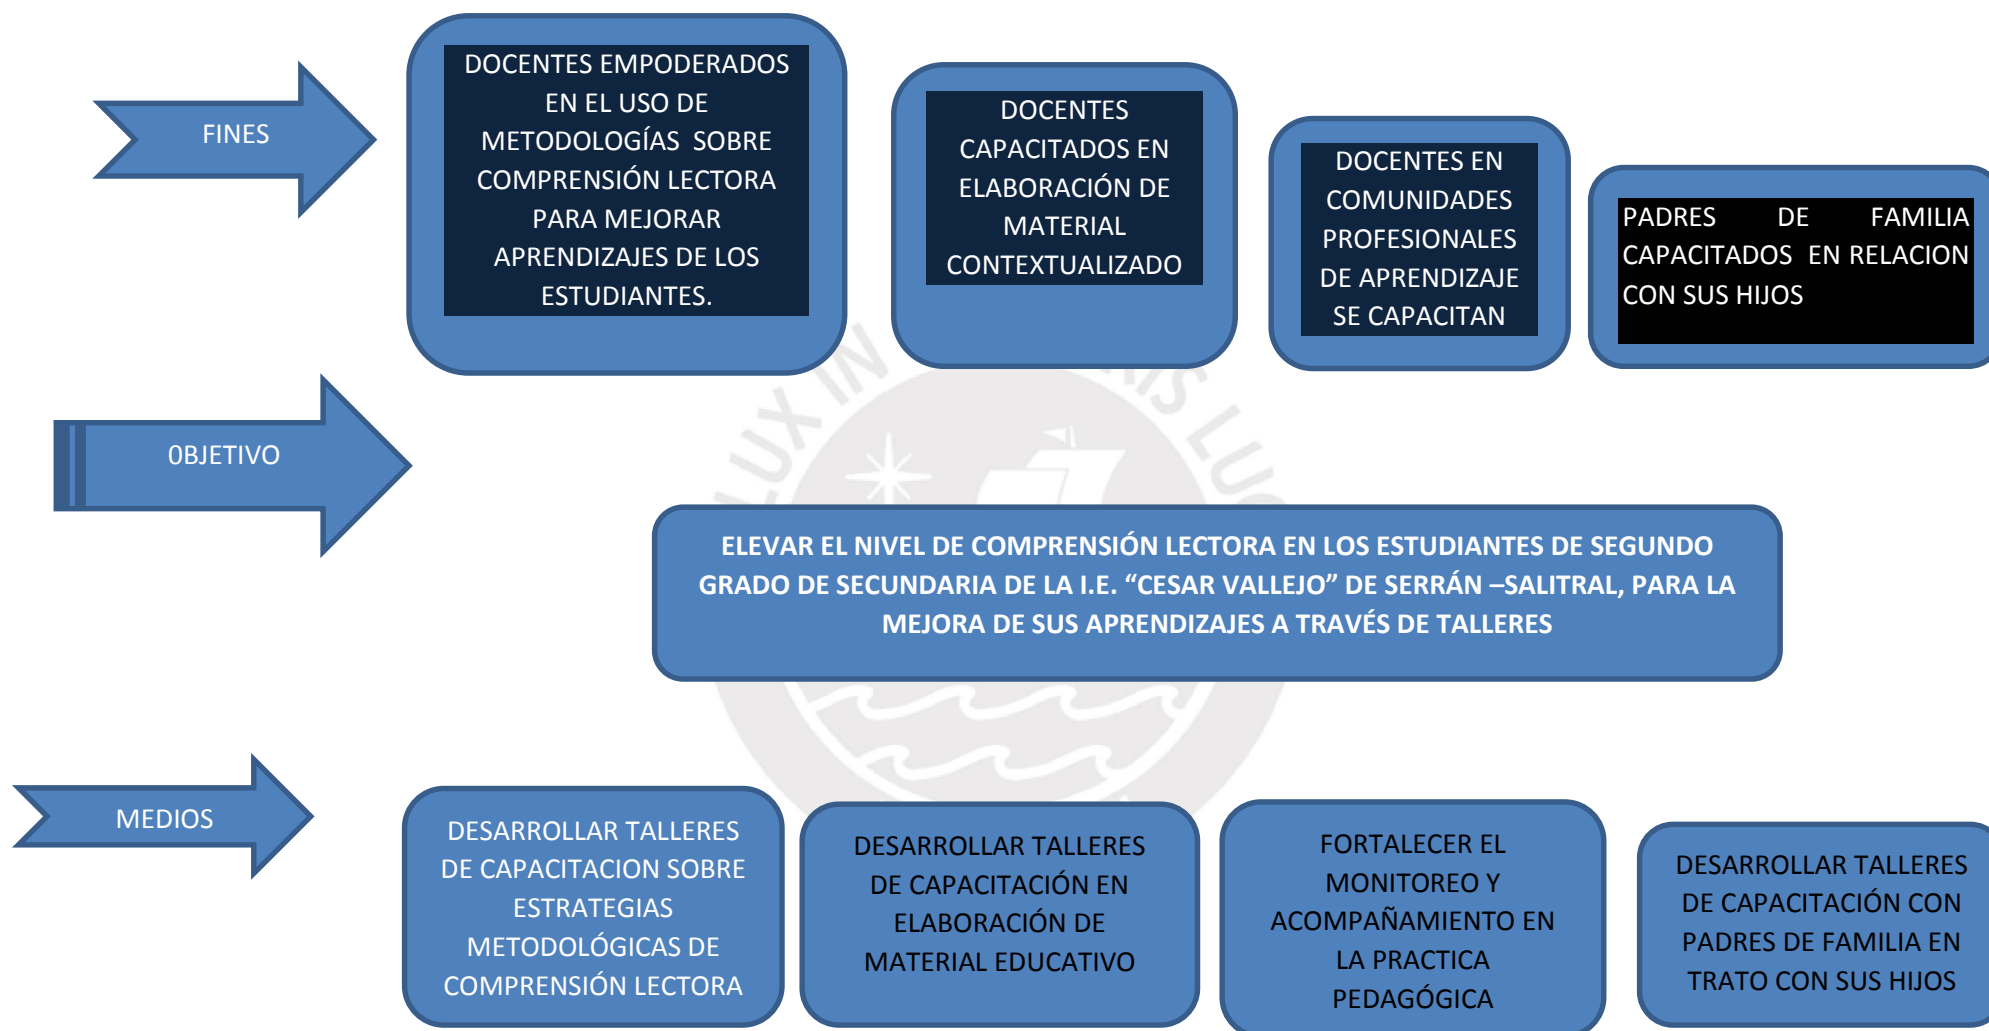 FINES
DOCENTES EMPODERADOS
EN EL USO DE
METODOLOGÍAS SOBRE
COMPRENSIÓN LECTORA
PARA MEJORAR
APRENDIZAJES DE LOS
ESTUDIANTES.
DOCENTES
CAPACITADOS EN
ELABORACIÓN DE
MATERIAL
CONTEXTUALIZADO
DOCENTES EN
COMUNIDADES
PROFESIONALES
DE APRENDIZAJE
SE CAPACITAN
PADRES DE FAMILIA
CAPACITADOS EN RELACION
CON SUS HIJOS
0BJETIVO
LUX IN
ELEVAR EL NIVEL DE COMPRENSIÓN LECTORA EN LOS ESTUDIANTES DE SEGUNDO
GRADO DE SECUNDARIA DE LA I.E. “CESAR VALLEJO” DE SERRÁN –SALITRAL, PARA LA
MEJORA DE SUS APRENDIZAJES A TRAVÉS DE TALLERES
MEDIOS
DESARROLLAR TALLERES
DE CAPACITACION SOBRE
ESTRATEGIAS
METODOLÓGICAS DE
COMPRENSIÓN LECTORA
DESARROLLAR TALLERES
DE CAPACITACIÓN EN
ELABORACIÓN DE
MATERIAL EDUCATIVO
FORTALECER EL
MONITOREO Y
ACOMPAÑAMIENTO EN
LA PRACTICA
PEDAGÓGICA
DESARROLLAR TALLERES
DE CAPACITACIÓN CON
PADRES DE FAMILIA EN
TRATO CON SUS HIJOS